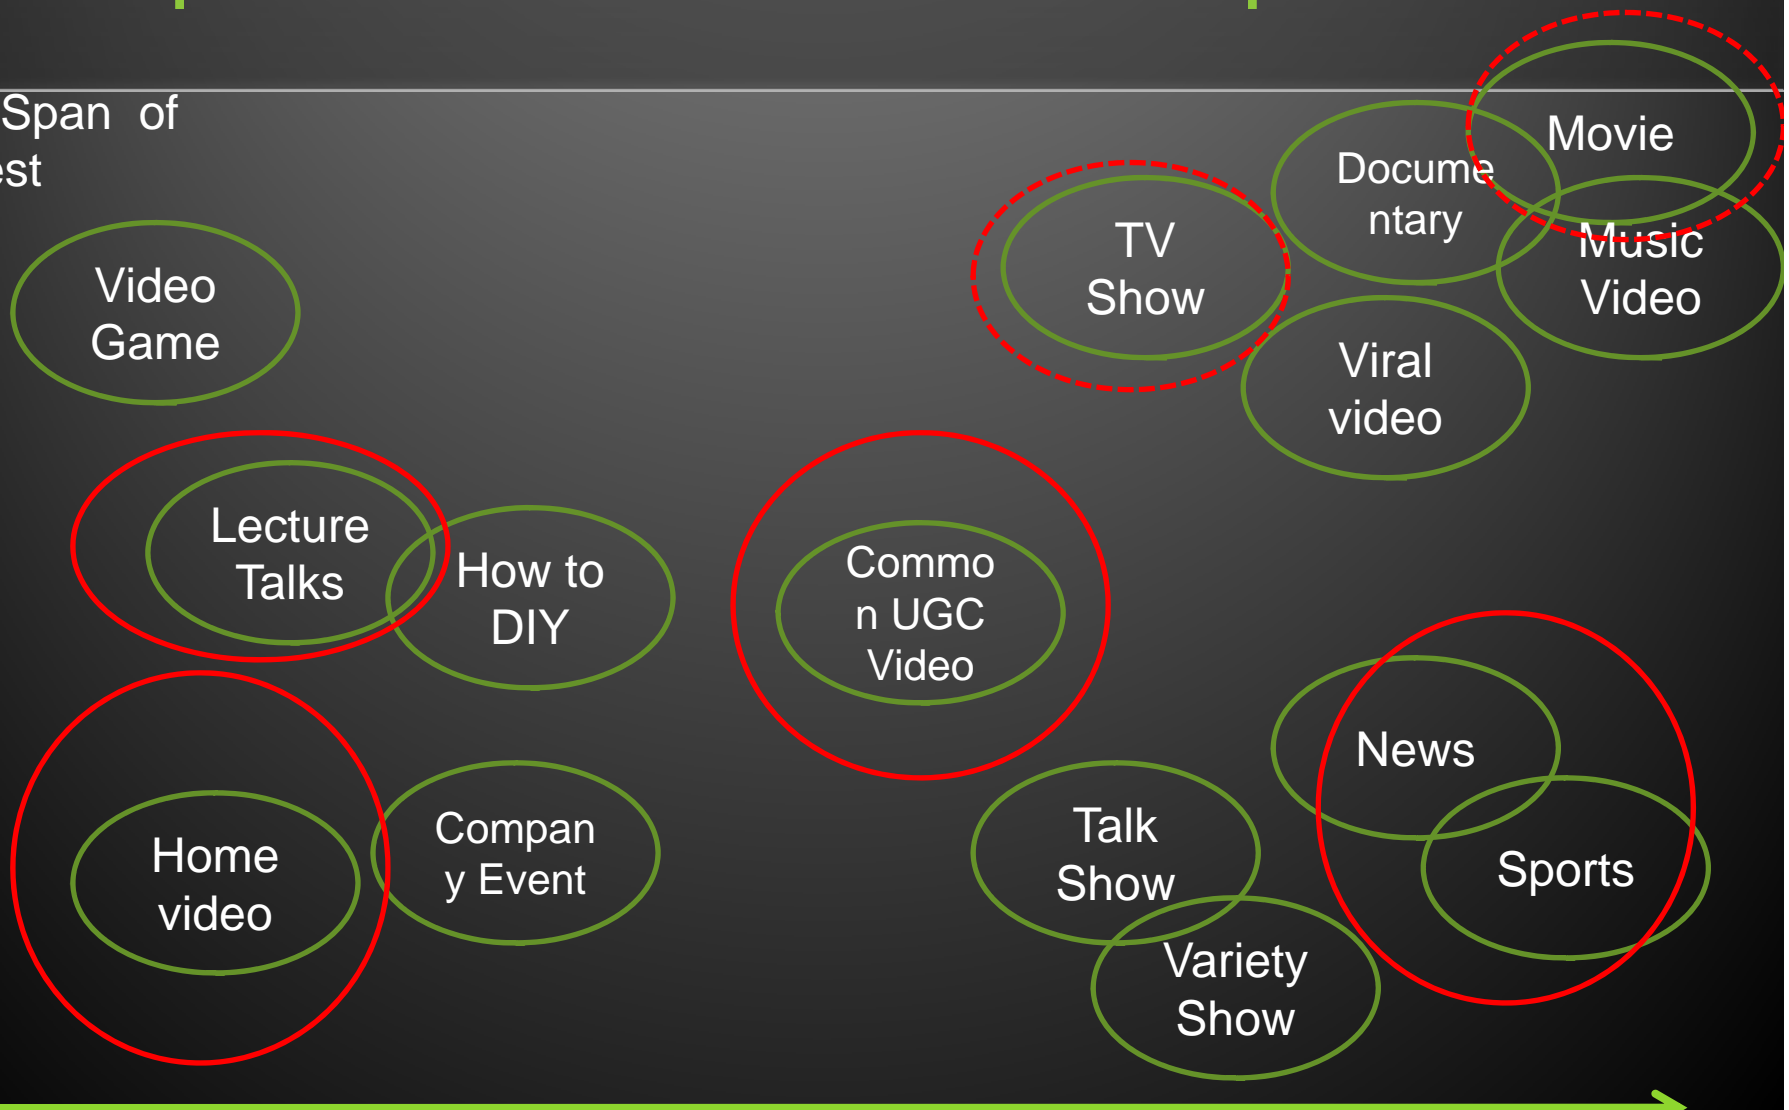 Span of
est
Movie
Docume
ntary
TV
Show
Music
Video
Video
Game
Viral
video
Lecture
Talks
How to
DIY
Commo
n UGC
Video
News
Home
video
Compan
y Event
Talk
Show
Sports
Variety
Show